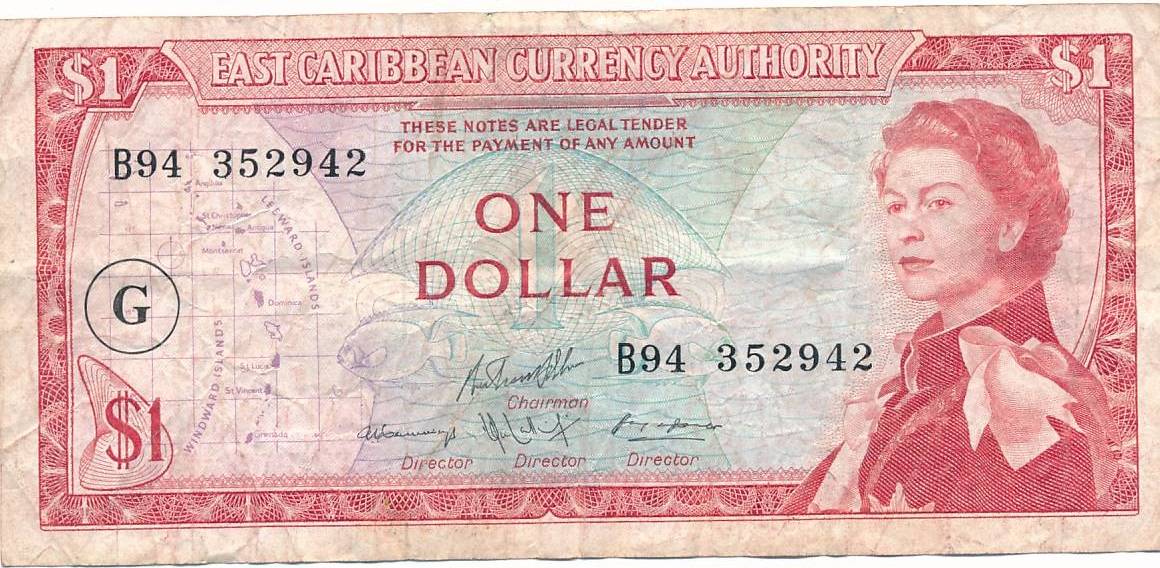 EAST CARIBBEAN CURRENCY AUTHORITY
$1
$1
THESE NOTES ARE LEGAL TENDER
FOR THE PAYMENT OF ANY AMOUNT
B94 352942
ONE
DOLLAR
Anguilla
St Christopher
Nevis
Antigua
LEEWARD ISLANDS
Montserrat
G
Dominica
B94 352942
St Lucia
St Vincent
WINDWARD ISLANDS
Chairman
$1
Grenada
Director Director Director